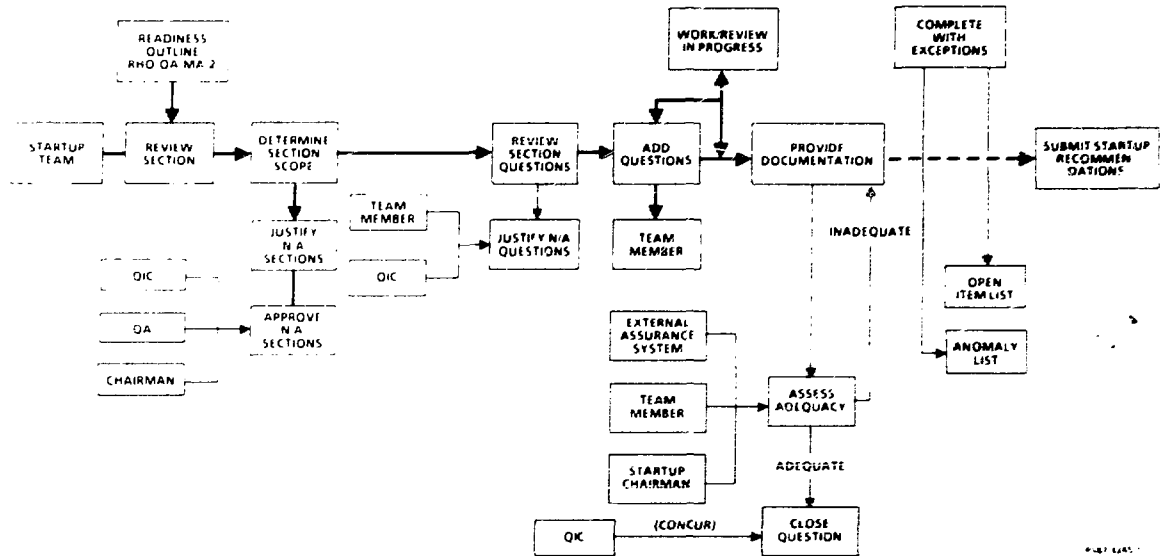 READINESS
OUTLINE
RHO QA MA 2
WORK/REVIEW
IN PROGRESS
COMPLETE
WITH
EXCEPTIONS
STARTUP
TEAM
REVIEW
SECTION
DETERMINE
SECTION
SCOPE
REVIEW
SECTION
QUESTIONS
ADD
QUESTIONS
PROVIDE
DOCUMENTATION
SUBMIT STARTUP
RECOMMEN
DATIONS
JUSTIFY
N/A
SECTIONS
TEAM
MEMBER
JUSTIFY N/A
QUESTIONS
TEAM
MEMBER
INADEQUATE
QIC
QIC
OPEN
ITEM LIST
QA
APPROVE
N/A
SECTIONS
EXTERNAL
ASSURANCE
SYSTEM
ANOMALY
LIST
CHAIRMAN
TEAM
MEMBER
ASSESS
ADEQUACY
STARTUP
CHAIRMAN
ADEQUATE
QIC
(CONCUR)
CLOSE
QUESTION